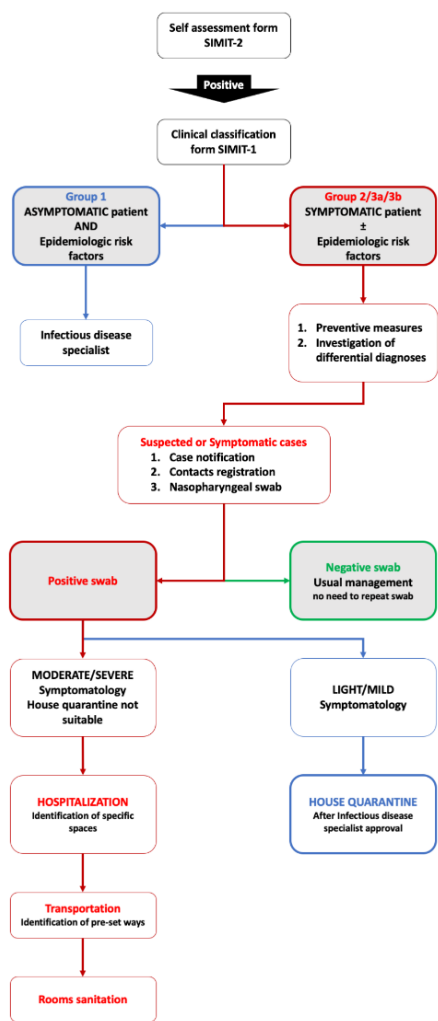 Self assessment form
SIMIT-2
Positive
Clinical classification
form SIMIT-1
Group 1
ASYMPTOMATIC patient
AND
Epidemiologic risk
factors
Group 2/3a/3b
SYMPTOMATIC patient
±
Epidemiologic risk
factors
Infectious disease
specialist
1. Preventive measures
2. Investigation of
differential diagnoses
Suspected or Symptomatic cases
1. Case notification
2. Contacts registration
3. Nasopharyngeal swab
Positive swab
Negative swab
Usual management
no need to repeat swab
MODERATE/SEVERE
Symptomatology
House quarantine not
suitable
LIGHT/MILD
Symptomatology
HOSPITALIZATION
Identification of specific
spaces
HOUSE QUARANTINE
After Infectious disease
specialist approval
Transportation
Identification of pre-set ways
Rooms sanitation